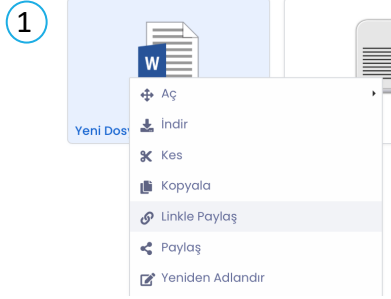 1
W
Aç
Yeni Dos
İndir
Kes
Kopyala
Linkle Paylaş
Paylaş
Yeniden Adlandır